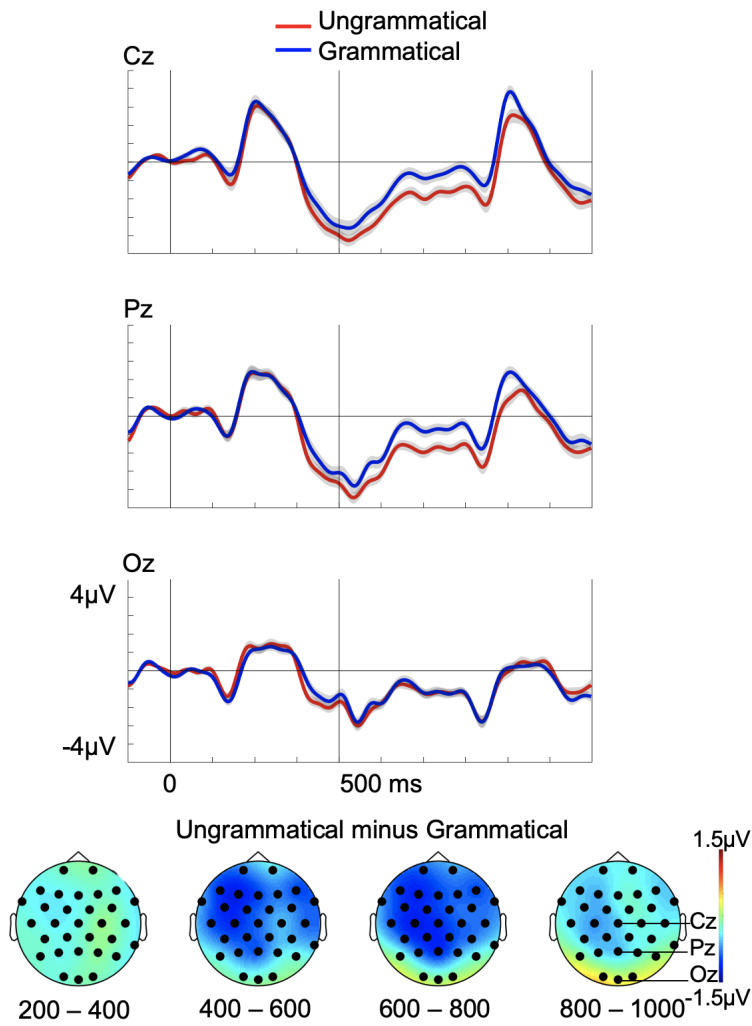 Ungrammatical
Grammatical
Cz
Pz
Oz
4µV
-4µV
0
500 ms
Ungrammatical minus Grammatical
1.5µV
Cz
Pz
Oz
-1.5µV
200 – 400
400 – 600
600 – 800
800 – 1000